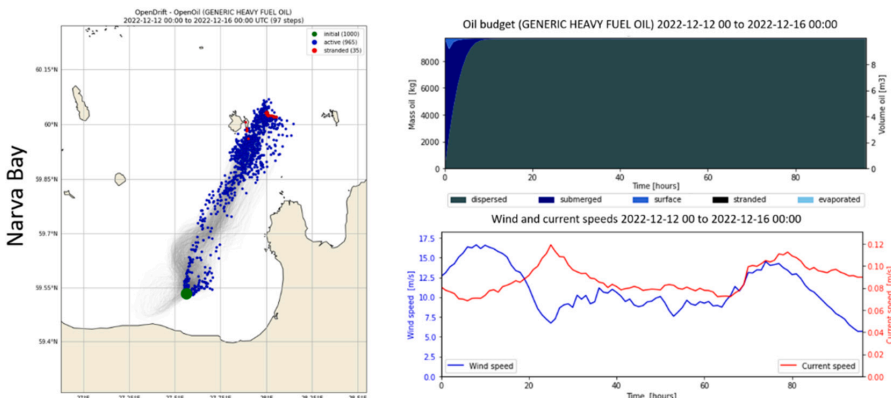 OpenDrift - OpenOil (GENERIC HEAVY FUEL OIL)
2022-12-12 00:00 to 2022-12-16 00:00 UTC (97 steps)
initial (1000)
active (965)
stranded (35)
60.15°N
60°N
59.85°N
59.7°N
59.55°N
59.4°N
Narva Bay
Oil budget (GENERIC HEAVY FUEL OIL) 2022-12-12 00 to 2022-12-16 00:00
Mass oil [kg]
8000
6000
4000
2000
0
Volume oil [m3]
8
6
4
2
0
0 20 40 60 80
Time [hours]
dispersed submerged surface stranded evaporated
Wind and current speeds 2022-12-12 00 to 2022-12-16 00:00
Wind speed [m/s]
17.5
15.0
12.5
10.0
7.5
5.0
2.5
0.0
Current speed [m/s]
0.12
0.10
0.08
0.06
0.04
0.02
0.00
Wind speed
Current speed
0 20 40 60 80
Time [hours]